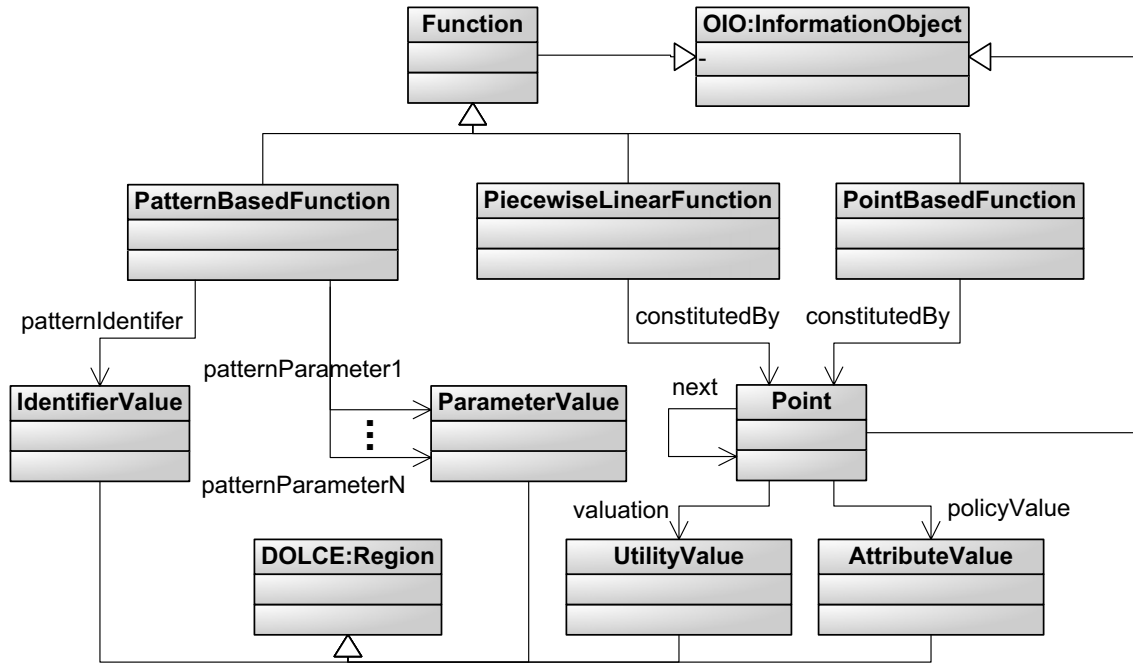 Function
OIO:InformationObject
-
PatternBasedFunction
PiecewiseLinearFunction
PointBasedFunction
patternIdentifer
constitutedBy
constitutedBy
patternParameter1
next
IdentifierValue
ParameterValue
Point
patternParameterN
valuation
policyValue
DOLCE:Region
UtilityValue
AttributeValue